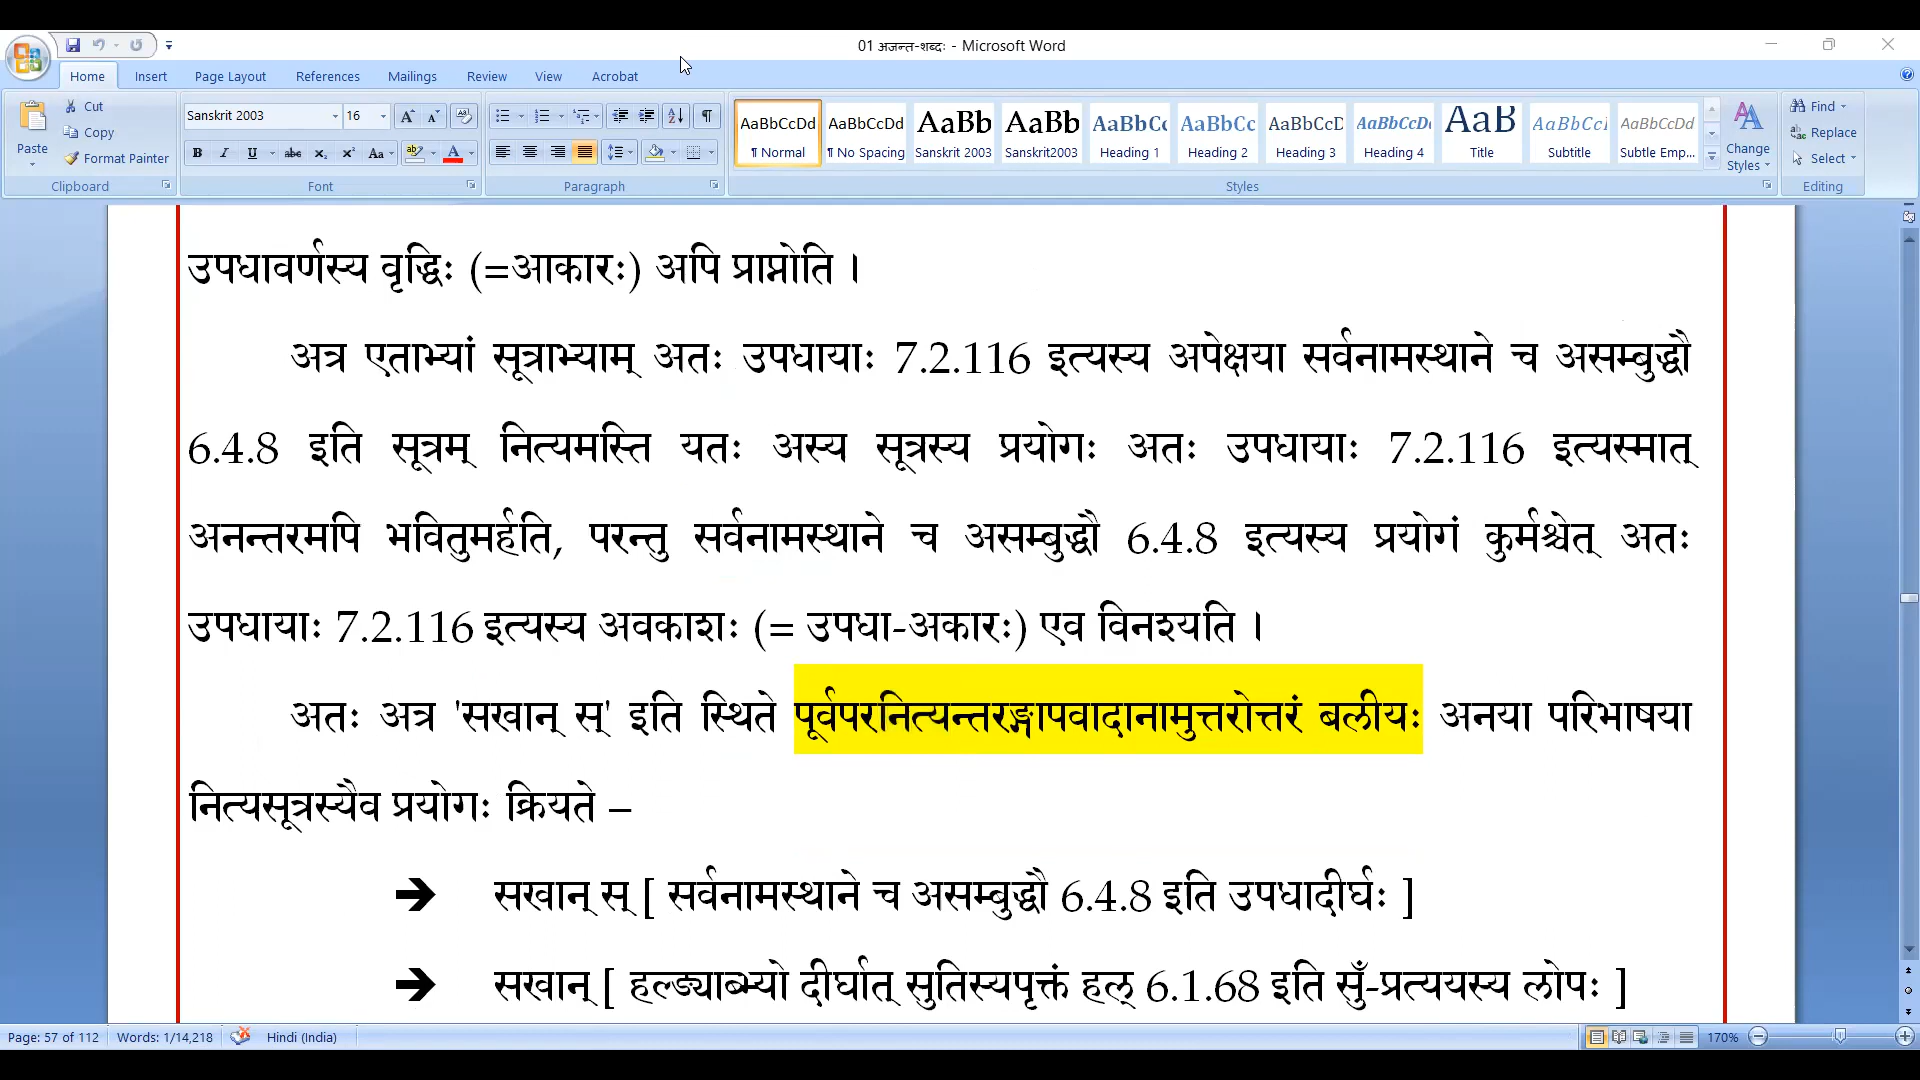 01 अजन्त-शब्दः - Microsoft Word
Home Insert Page Layout References Mailings Review View Acrobat
Paste Cut Copy Format Painter
Sanskrit 2003 16
AaBbCcDd AaBbCcDd AaBb AaBb AaBbCc AaBbCc AaBbCcD AaBbCcDd AaB AaBbCcl AaBbCcDd
¶ Normal ¶ No Spacing Sanskrit 2003 Sanskrit2003 Heading 1 Heading 2 Heading 3 Heading 4 Title Subtitle Subtle Emp...
Change Styles
Find Replace Select
Clipboard Font Paragraph Styles Editing
उपधावर्णस्य वृद्धिः (=आकारः) अपि प्राप्नोति ।
अत्र एताभ्यां सूत्राभ्याम् अतः उपधायाः 7.2.116 इत्यस्य अपेक्षया सर्वनामस्थाने च असम्बुद्धौ
6.4.8 इति सूत्रम् नित्यमस्ति यतः अस्य सूत्रस्य प्रयोगः अतः उपधायाः 7.2.116 इत्यस्मात्
अनन्तरमपि भवितुमर्हति, परन्तु सर्वनामस्थाने च असम्बुद्धौ 6.4.8 इत्यस्य प्रयोगं कुर्मश्चेत् अतः
उपधायाः 7.2.116 इत्यस्य अवकाशः (= उपधा-अकारः) एव विनश्यति ।
अतः अत्र 'सखान् स्' इति स्थिते पूर्वपरनित्यन्तरङ्गापवादानामुत्तरोत्तरं बलीयः अनया परिभाषया
नित्यसूत्रस्यैव प्रयोगः क्रियते –
➔ सखान् स् [ सर्वनामस्थाने च असम्बुद्धौ 6.4.8 इति उपधादीर्घः ]
➔ सखान् [ हल्ङ्याब्भ्यो दीर्घात् सुतिस्यपृक्तं हल् 6.1.68 इति सुँ-प्रत्ययस्य लोपः ]
Page: 57 of 112 Words: 1/14,218 Hindi (India) 170%